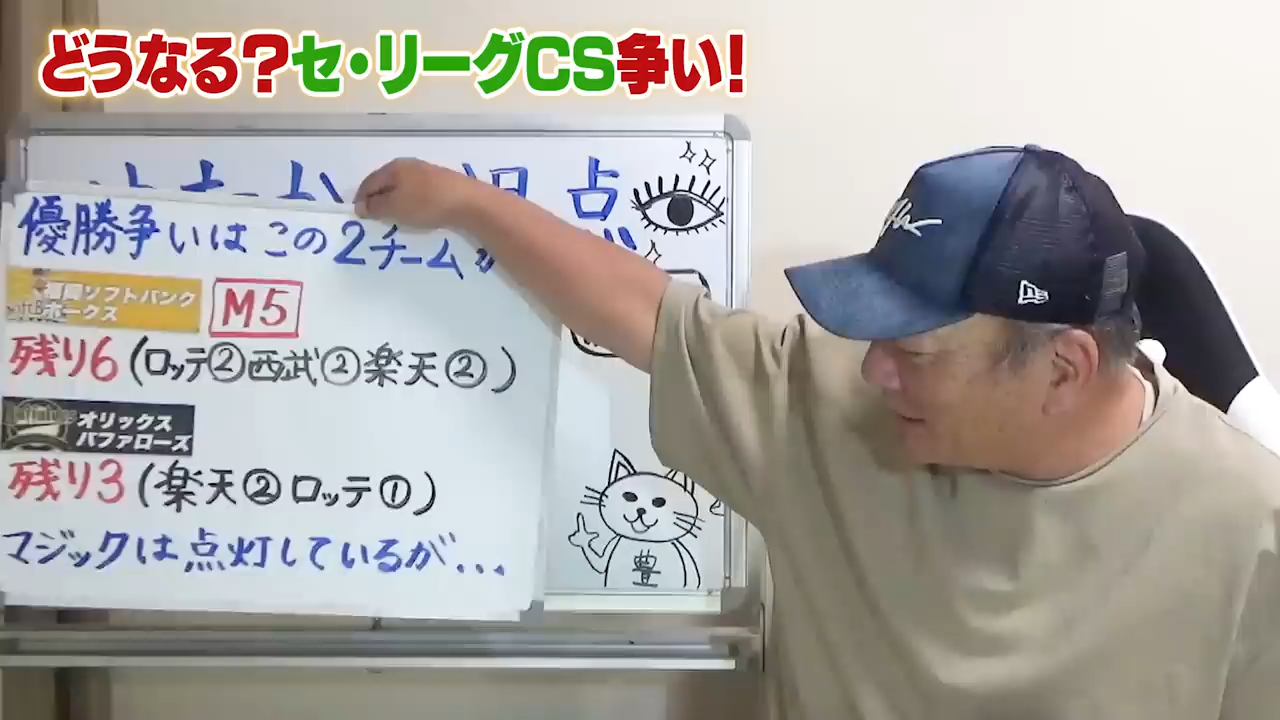 どうなる?セ・リーグCS争い!
点
優勝争いはこの2チーム
ソフトバンク
ホークス
M5
残り6(ロッテ②西武②楽天②)
オリックス
バファローズ
残り3(楽天②ロッテ①)
マジックは点灯しているが...
豊